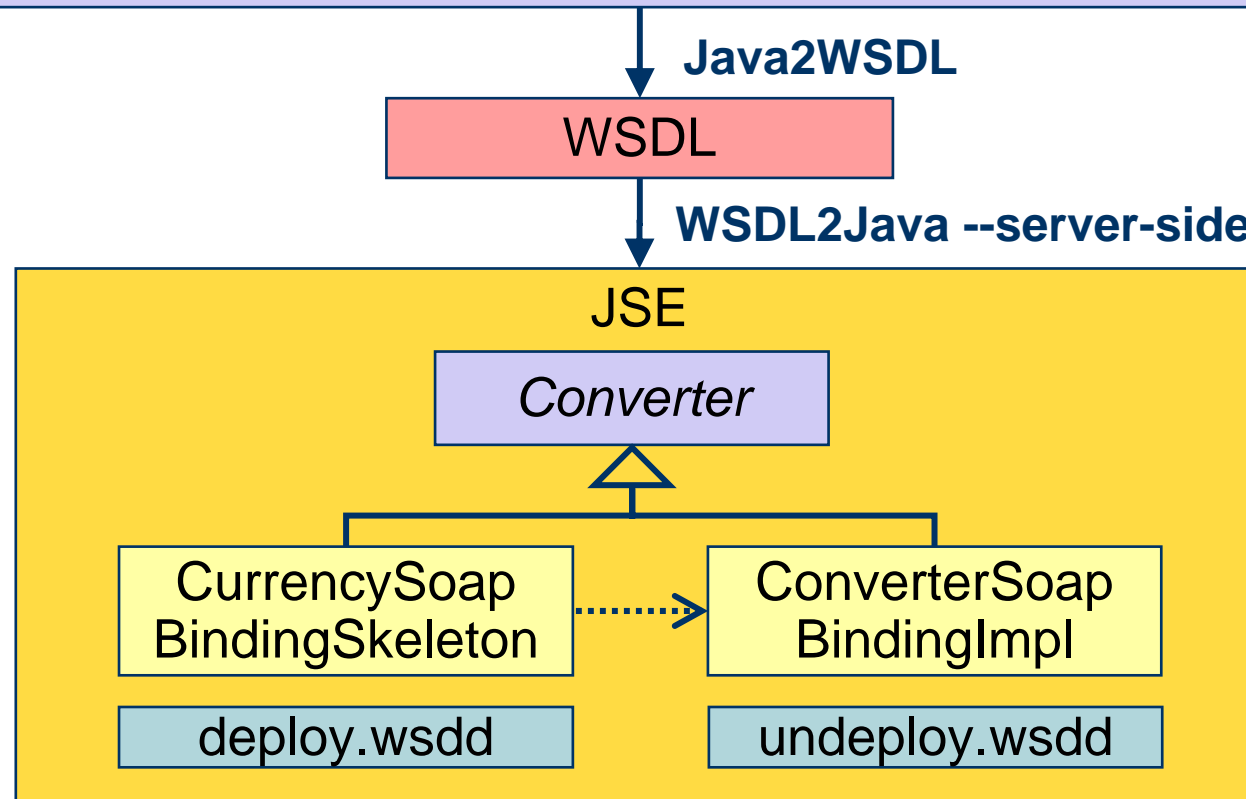 Java2WSDL
WSDL
WSDL2Java --server-side
JSE
Converter
CurrencySoap
BindingSkeleton
ConverterSoap
BindingImpl
deploy.wsdd
undeploy.wsdd